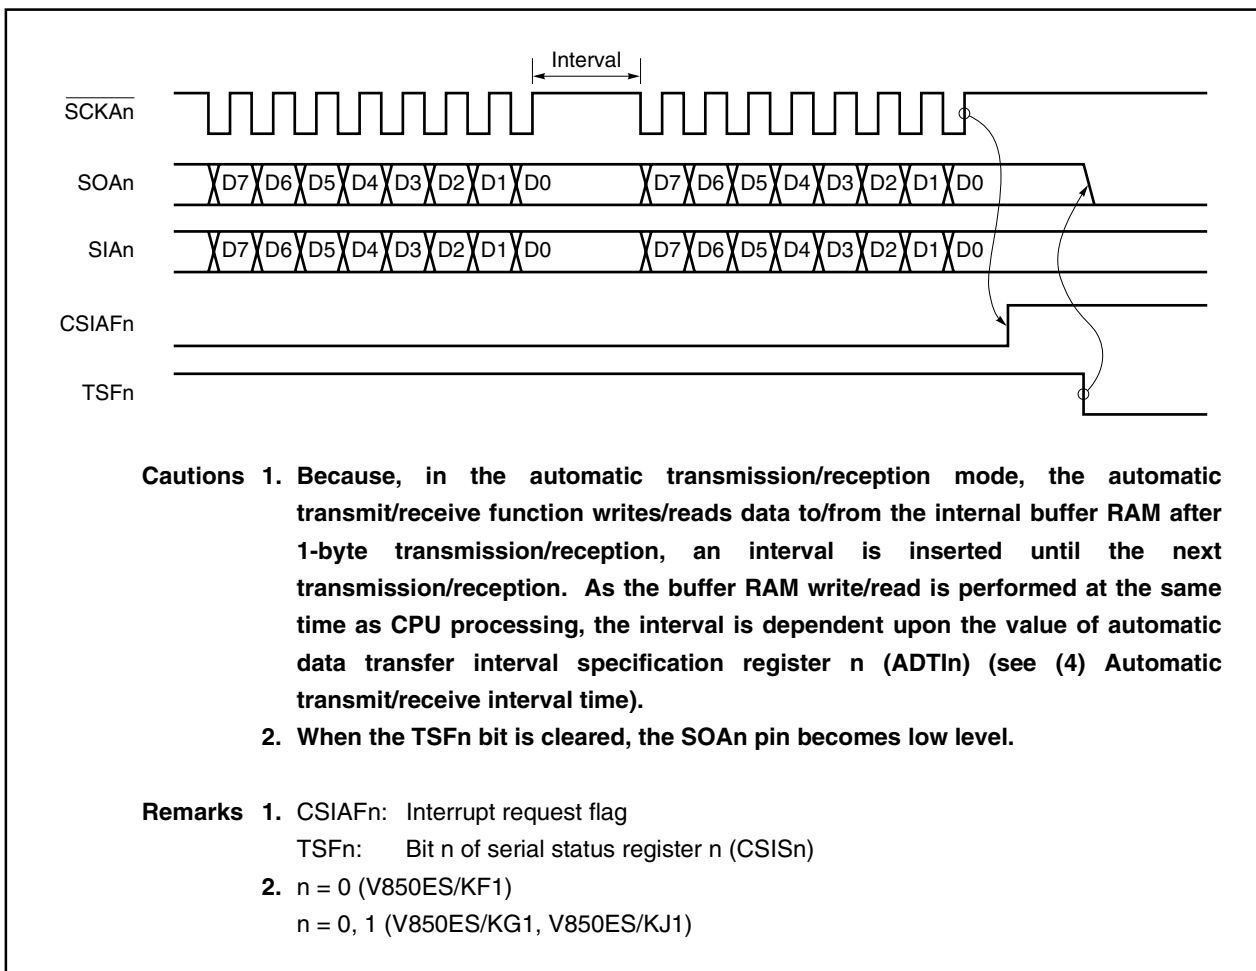 Interval
SCKAn
SOAn D7 D6 D5 D4 D3 D2 D1 D0 D7 D6 D5 D4 D3 D2 D1 D0
SIAn D7 D6 D5 D4 D3 D2 D1 D0 D7 D6 D5 D4 D3 D2 D1 D0
CSIAFn
TSFn
Cautions 1. Because, in the automatic transmission/reception mode, the automatic
transmit/receive function writes/reads data to/from the internal buffer RAM after
1-byte transmission/reception, an interval is inserted until the next
transmission/reception. As the buffer RAM write/read is performed at the same
time as CPU processing, the interval is dependent upon the value of automatic
data transfer interval specification register n (ADTIn) (see (4) Automatic
transmit/receive interval time).
2. When the TSFn bit is cleared, the SOAn pin becomes low level.
Remarks 1. CSIAFn: Interrupt request flag
TSFn: Bit n of serial status register n (CSISn)
2. n = 0 (V850ES/KF1)
n = 0, 1 (V850ES/KG1, V850ES/KJ1)